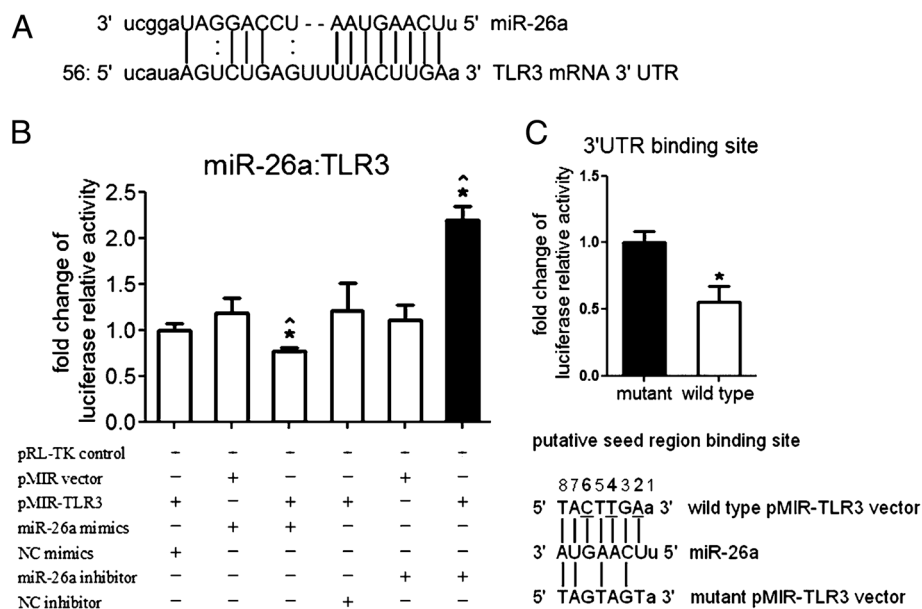 A
3' ucggaUAGGACCU--AAUGAACUu 5' miR-26a
56: 5' ucauaAGUCUGAGUUUUACUUGAa 3' TLR3 mRNA 3' UTR
B
miR-26a:TLR3
fold change of
luciferase relative activity
2.5
2.0
1.5
1.0
0.5
0.0
^
*
^
*
pRL-TK control + + + + + +
pMIR vector − + − − + −
pMIR-TLR3 + − + + − +
miR-26a mimics − + + − − −
NC mimics + − − − − −
miR-26a inhibitor − − − − + +
NC inhibitor − − − + − −
C
3'UTR binding site
fold change of
luciferase relative activity
1.5
1.0
0.5
0.0
*
mutant wild type
putative seed region binding site
87654321
5' TACTTGAa 3' wild type pMIR-TLR3 vector
3' AUGAACUu 5' miR-26a
5' TAGTAGTa 3' mutant pMIR-TLR3 vector